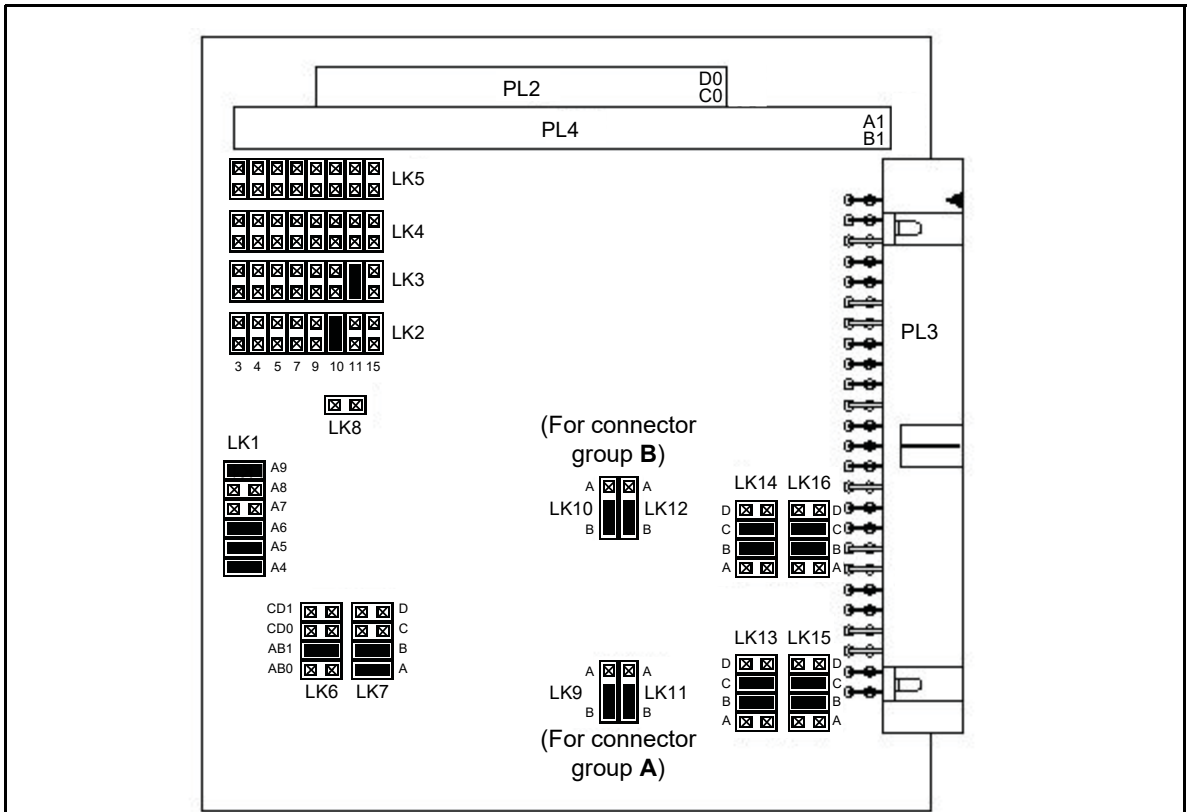 PL2
D0
C0
PL4
A1
B1
LK5
LK4
LK3
LK2
3 4 5 7 9 10 11 15
PL3
LK8
LK1
A9
A8
A7
A6
A5
A4
(For connector
group B)
A A
LK10 LK12
B B
LK14 LK16
D D
C C
B B
A A
CD1 D
CD0 C
AB1 B
AB0 A
LK6 LK7
A A
LK9 LK11
B B
(For connector
group A)
LK13 LK15
D D
C C
B B
A A